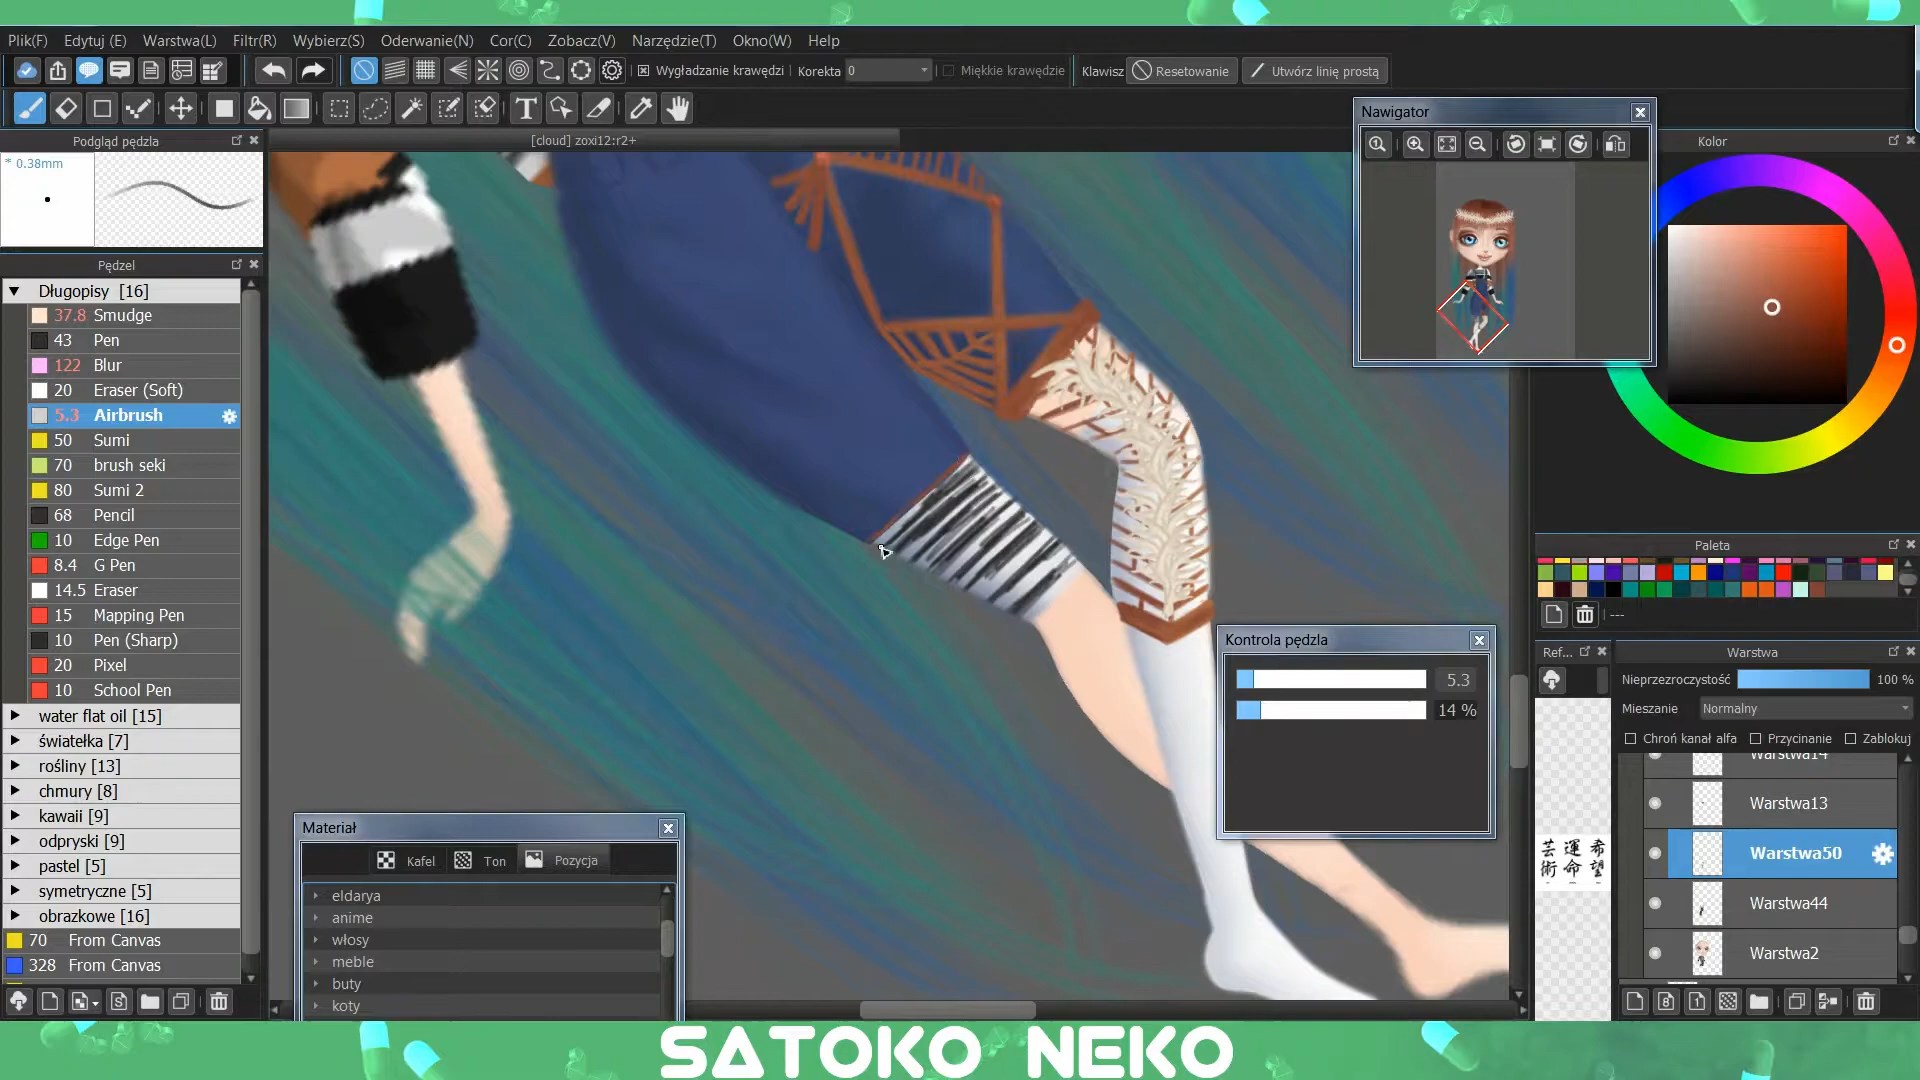 Plik(F) Edytuj (E) Warstwa(L) Filtr(R) Wybierz(S) Oderwanie(N) Cor(C) Zobacz(V) Narzędzie(T) Okno(W) Help
Wygładzanie krawędzi Korekta 0 Miękkie krawędzie Klawisz Resetowanie Utwórz linię prostą
T
Podgląd pędzla
[cloud] zoxi12:r2+
* 0.38mm
Pędzel
Długopisy [16]
37.8 Smudge
43 Pen
122 Blur
20 Eraser (Soft)
5.3 Airbrush
50 Sumi
70 brush seki
80 Sumi 2
68 Pencil
10 Edge Pen
8.4 G Pen
14.5 Eraser
15 Mapping Pen
10 Pen (Sharp)
20 Pixel
10 School Pen
water flat oil [15]
światełka [7]
rośliny [13]
chmury [8]
kawaii [9]
odpryski [9]
pastel [5]
symetryczne [5]
obrazkowe [16]
70 From Canvas
328 From Canvas
Materiał
Kafel Ton Pozycja
eldarya
anime
włosy
meble
buty
koty
Nawigator
Kontrola pędzla
5.3
14 %
Kolor
Paleta
---
Ref...
希望
運命
芸術
Warstwa
Nieprzezroczystość 100 %
Mieszanie Normalny
Chroń kanał alfa Przycinanie Zablokuj
Warstwa14
Warstwa13
Warstwa50
Warstwa44
Warstwa2
SATOKO NEKO